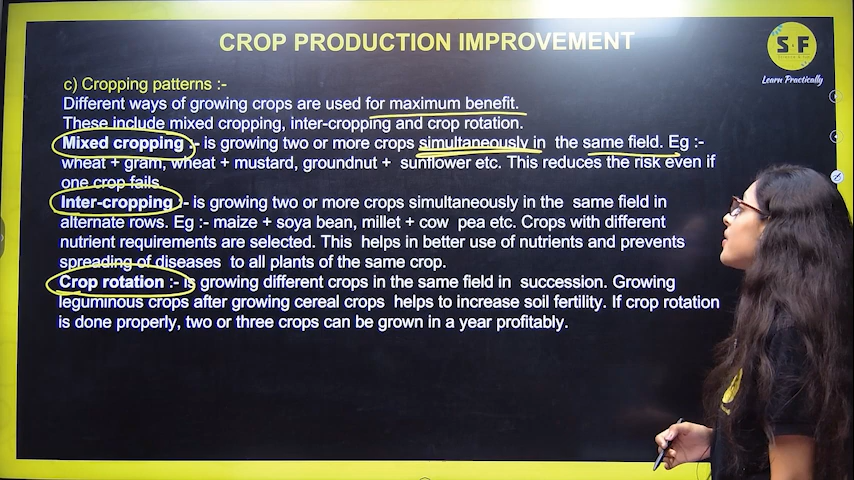 CROP PRODUCTION IMPROVEMENT
S F
Learn Practically
c) Cropping patterns :-
Different ways of growing crops are used for maximum benefit.
These include mixed cropping, inter-cropping and crop rotation.
Mixed cropping :- is growing two or more crops simultaneously in the same field. Eg :-
wheat + gram, wheat + mustard, groundnut + sunflower etc. This reduces the risk even if
one crop fails.
Inter-cropping :- is growing two or more crops simultaneously in the same field in
alternate rows. Eg :- maize + soya bean, millet + cow pea etc. Crops with different
nutrient requirements are selected. This helps in better use of nutrients and prevents
spreading of diseases to all plants of the same crop.
Crop rotation :- is growing different crops in the same field in succession. Growing
leguminous crops after growing cereal crops helps to increase soil fertility. If crop rotation
is done properly, two or three crops can be grown in a year profitably.